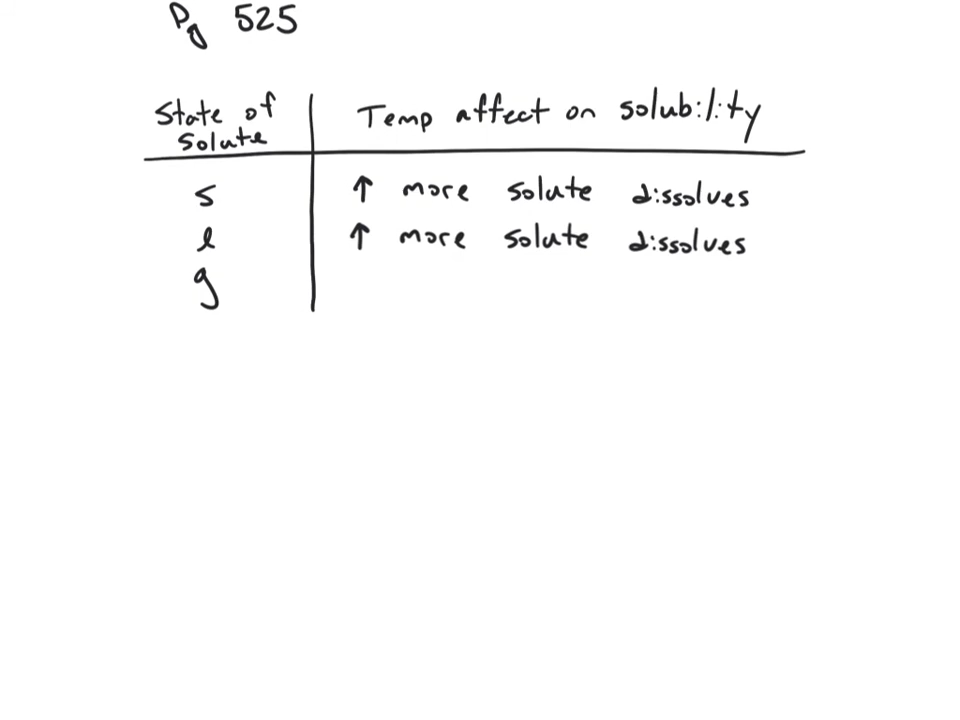 Pg 525
State of Solute
Temp affect on solubility
s ↑ more solute dissolves
l ↑ more solute dissolves
g